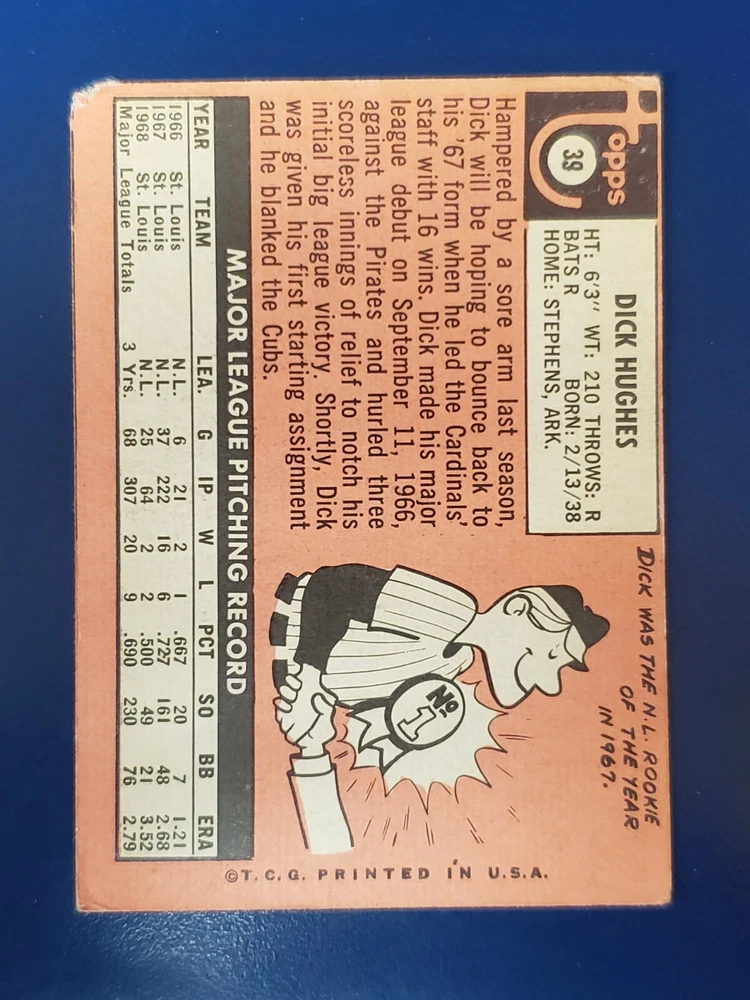 topps
39
DICK HUGHES
HT: 6'3" WT: 210 THROWS: R
BATS R BORN: 2/13/38
HOME: STEPHENS, ARK.
DICK WAS THE N.L. ROOKIE
OF THE YEAR
IN 1967.
Hampered by a sore arm last season,
Dick will be hoping to bounce back to
his '67 form when he led the Cardinals'
staff with 16 wins. Dick made his major
league debut on September 11, 1966,
against the Pirates and hurled three
scoreless innings of relief to notch his
initial big league victory. Shortly, Dick
was given his first starting assignment
and he blanked the Cubs.
No. 1
MAJOR LEAGUE PITCHING RECORD
YEAR TEAM LEA. G IP W L PCT SO BB ERA
1966 St. Louis N.L. 6 21 2 1 .667 20 7 1.21
1967 St. Louis N.L. 37 222 16 6 .727 161 48 2.68
1968 St. Louis N.L. 25 64 2 2 .500 49 21 3.52
Major League Totals 3 Yrs. 68 307 20 9 .690 230 76 2.79
©T.C.G. PRINTED IN U.S.A.